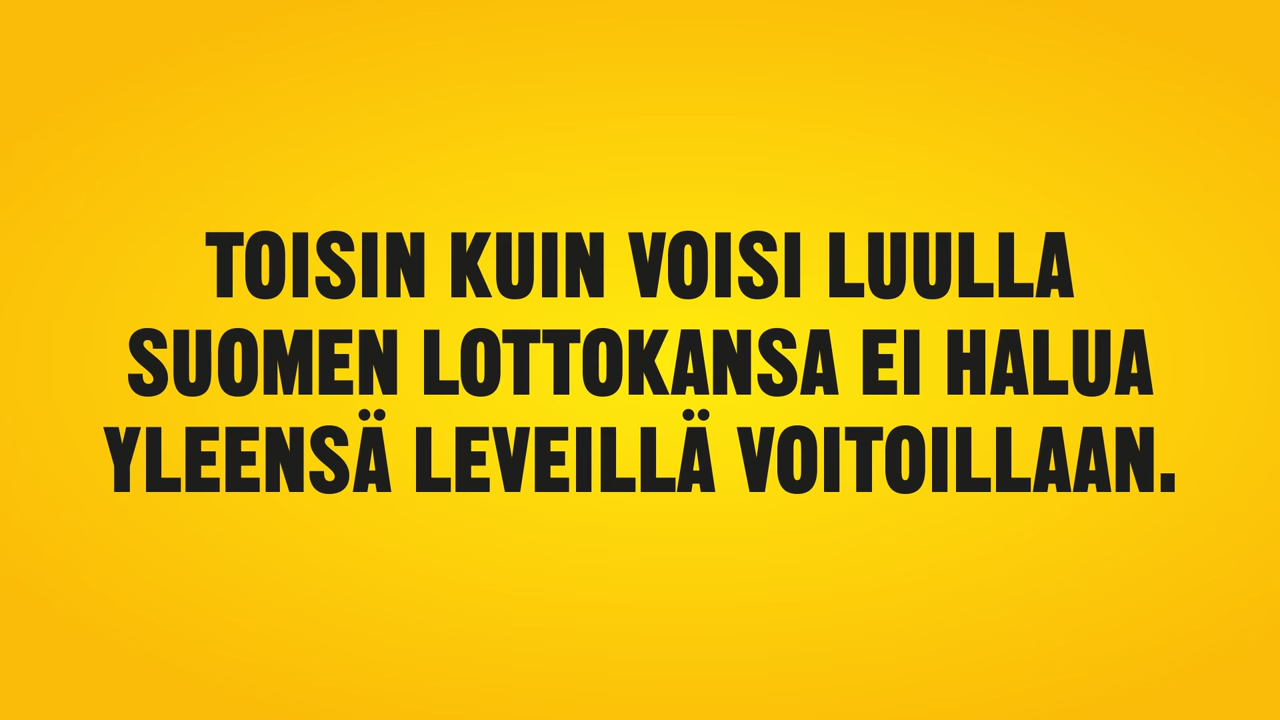 TOISIN KUIN VOISI LUULLA
SUOMEN LOTTOKANSA EI HALUA
YLEENSÄ LEVEILLÄ VOITOILLAAN.